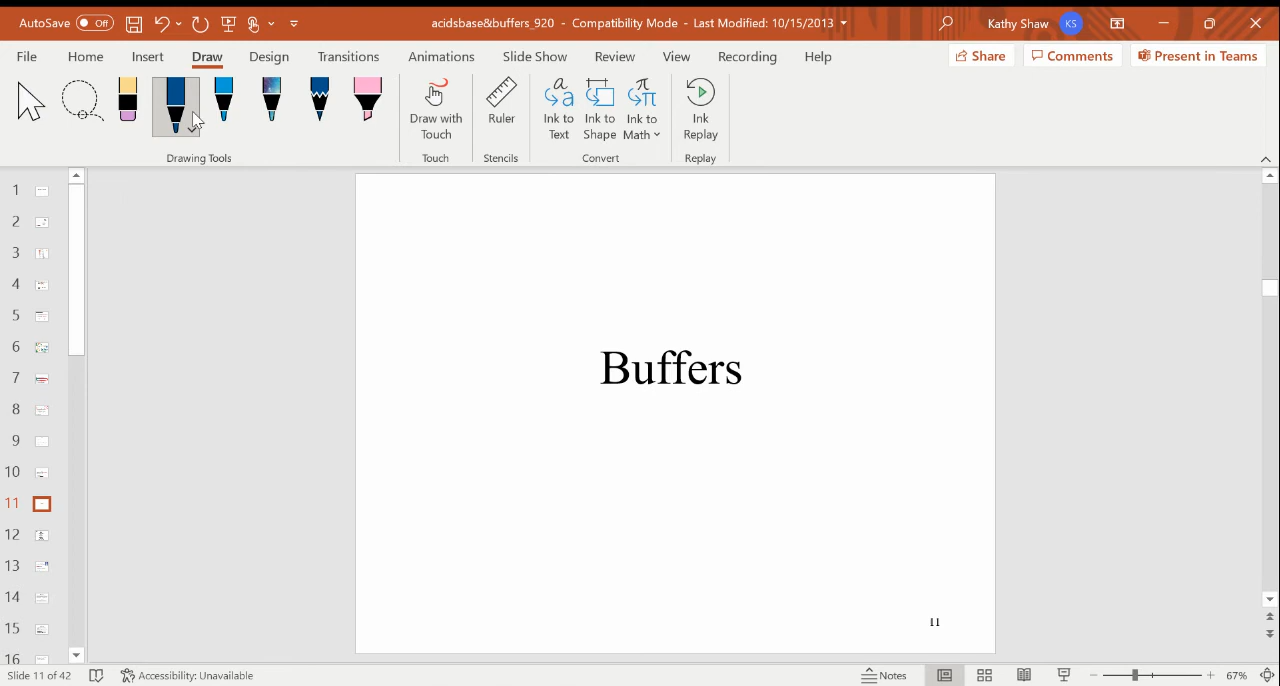 AutoSave Off acidsbase&buffers_920 - Compatibility Mode - Last Modified: 10/15/2013 Kathy Shaw KS
File Home Insert Draw Design Transitions Animations Slide Show Review View Recording Help Share Comments Present in Teams
Draw with Touch
Ruler
Ink to Text
Ink to Shape
Ink to Math
Ink Replay
Drawing Tools Touch Stencils Convert Replay
1
2
3
4
5
6
7
8
9
10
11
12
13
14
15
16
Buffers
11
Slide 11 of 42 Accessibility: Unavailable Notes 67%